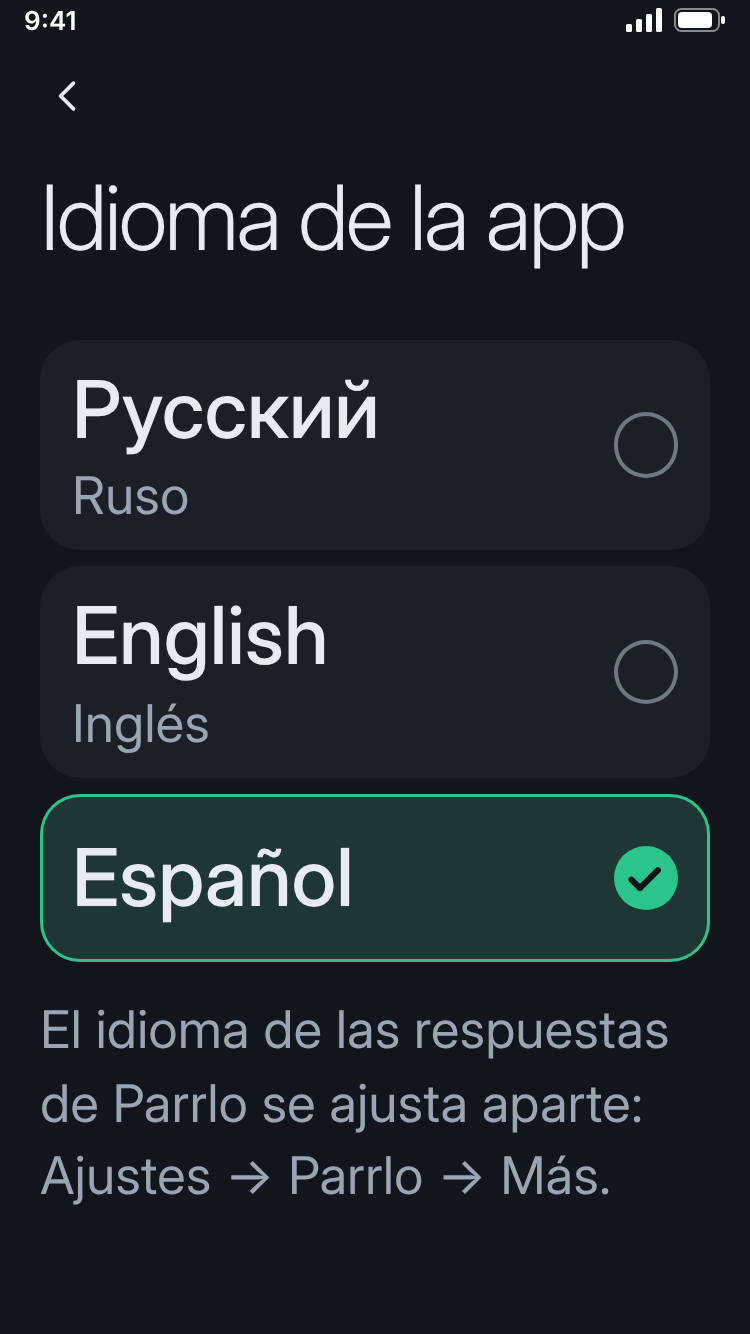 9:41
Idioma de la app
Русский
Ruso
English
Inglés
Español
El idioma de las respuestas
de Parrlo se ajusta aparte:
Ajustes → Parrlo → Más.